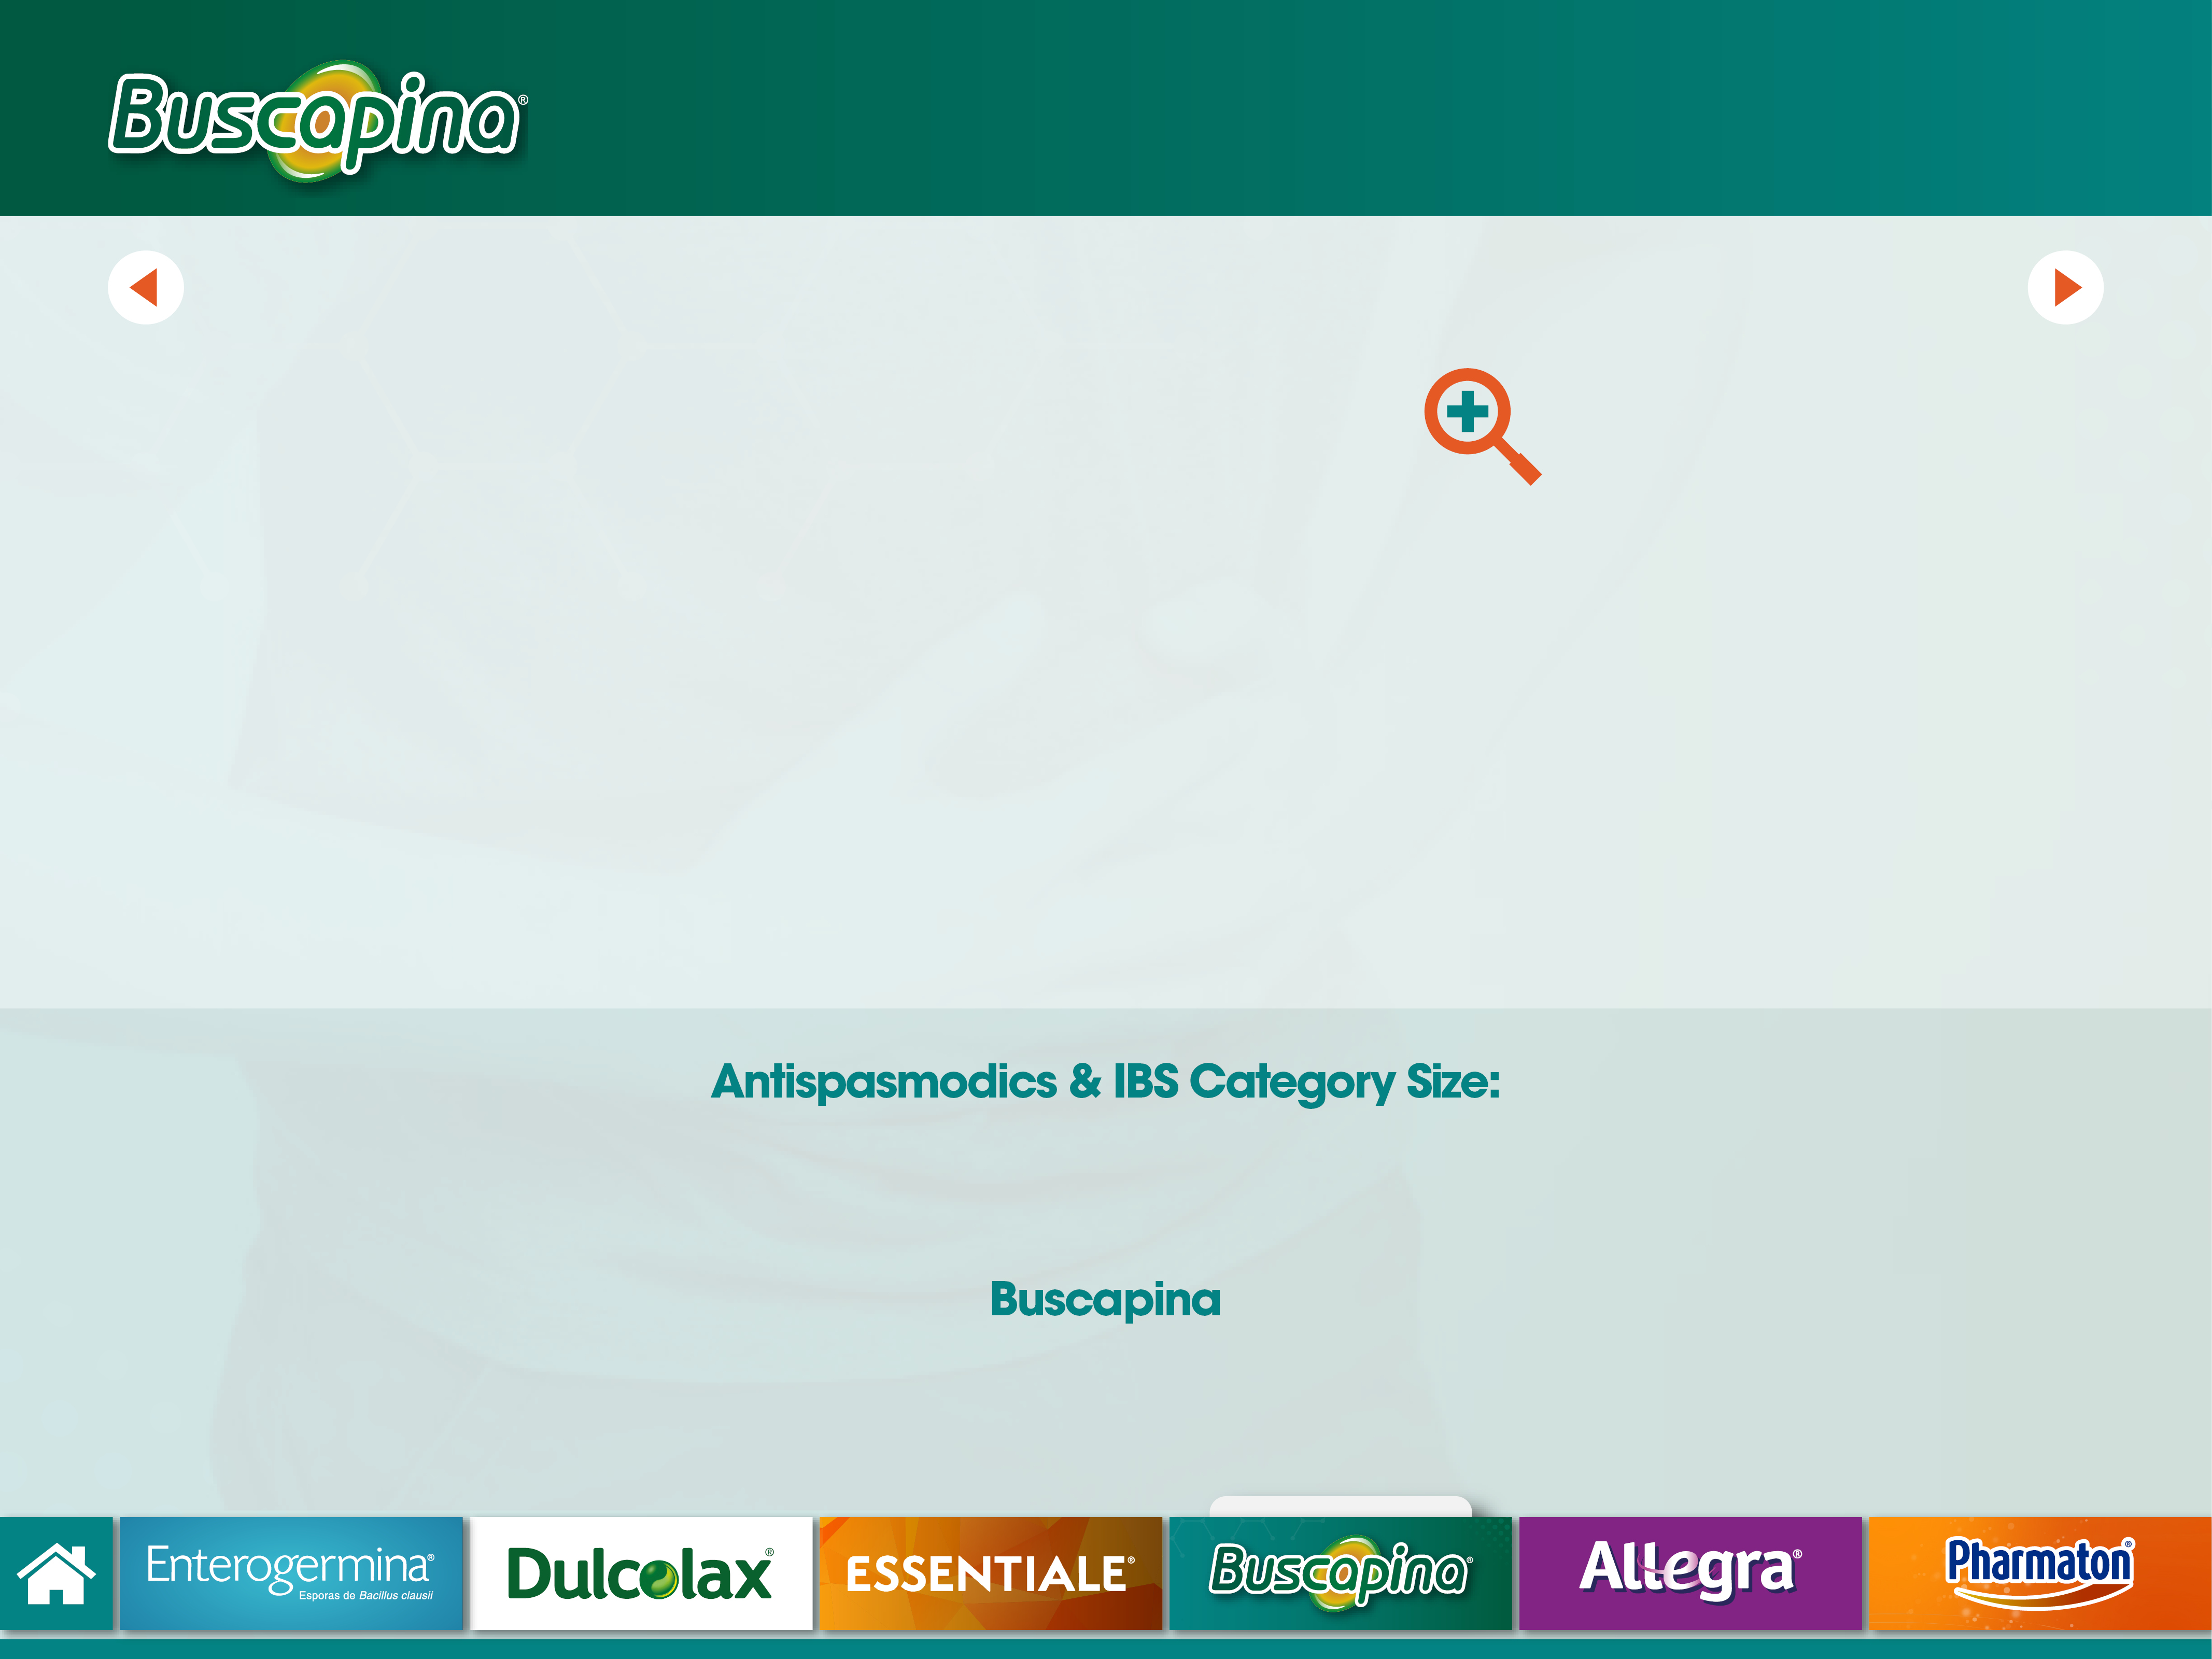 Buscapina®
Antispasmodics & IBS Category Size:
Buscapina
Enterogermina®
Esporas de Bacillus clausii
Dulcolax®
ESSENTIALE®
Buscapina®
Allegra®
Pharmaton®